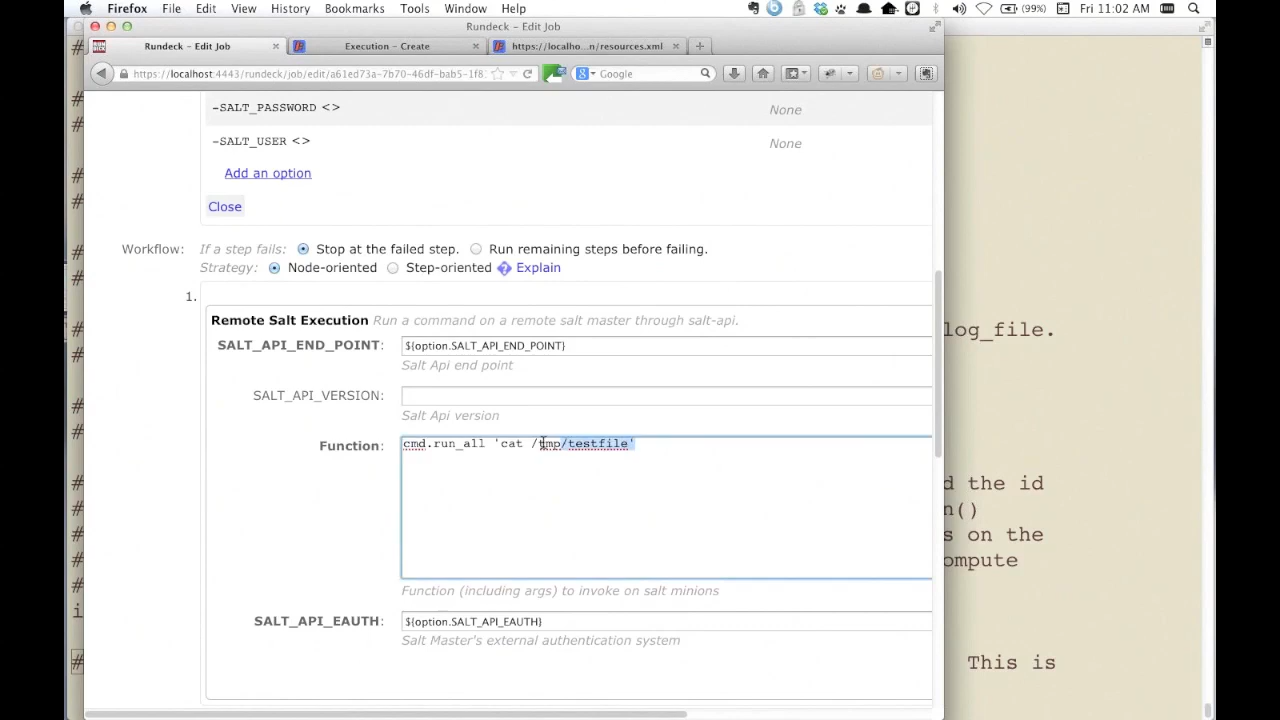 Firefox File Edit View History Bookmarks Tools Window Help (99%) Fri 11:02 AM
Rundeck - Edit Job
Rundeck - Edit Job Execution - Create https://localho...n/resources.xml
https://localhost:4443/rundeck/job/edit/a61ed73a-7b70-46df-bab5-1f8 Google
-SALT_PASSWORD <> None
-SALT_USER <> None
Add an option
Close
Workflow: If a step fails: Stop at the failed step. Run remaining steps before failing.
Strategy: Node-oriented Step-oriented Explain
1.
Remote Salt Execution Run a command on a remote salt master through salt-api.
SALT_API_END_POINT: ${option.SALT_API_END_POINT}
Salt Api end point
SALT_API_VERSION:
Salt Api version
Function: cmd.run_all 'cat /tmp/testfile'
Function (including args) to invoke on salt minions
SALT_API_EAUTH: ${option.SALT_API_EAUTH}
Salt Master's external authentication system
log_file.
d the id
n()
s on the
ompute
i
# This is